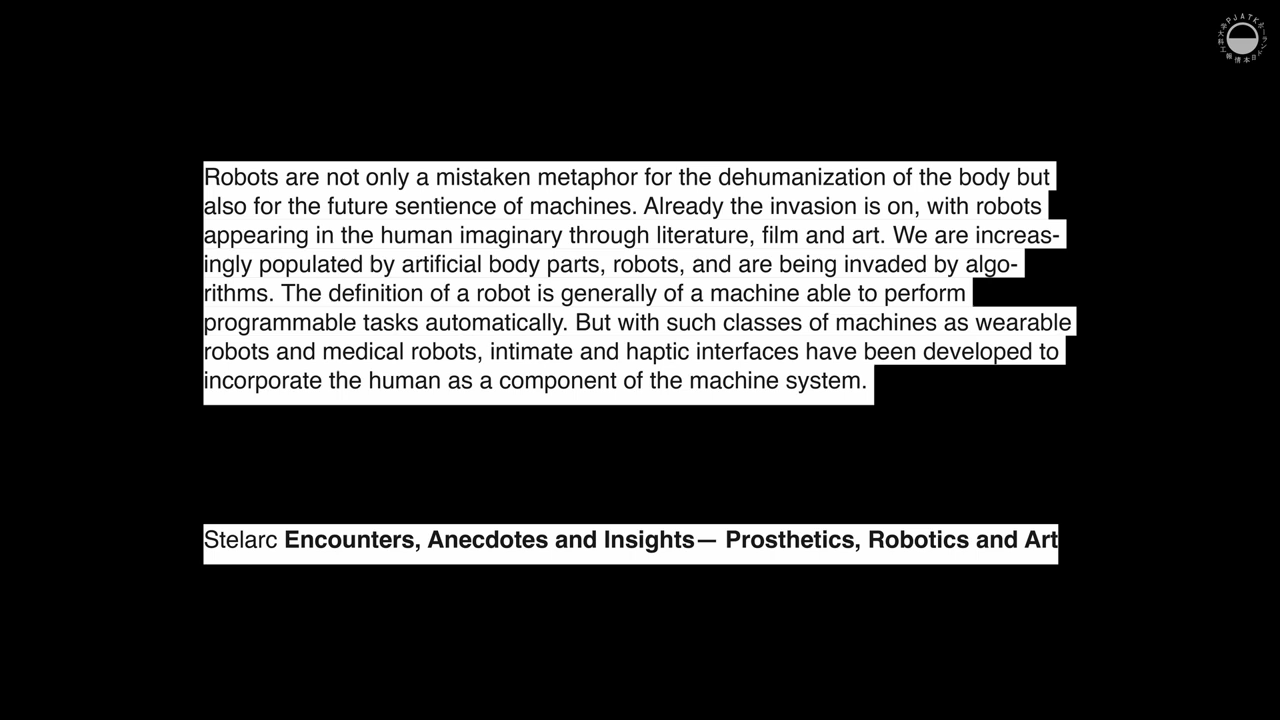 PJATK
Robots are not only a mistaken metaphor for the dehumanization of the body but
also for the future sentience of machines. Already the invasion is on, with robots
appearing in the human imaginary through literature, film and art. We are increas-
ingly populated by artificial body parts, robots, and are being invaded by algo-
rithms. The definition of a robot is generally of a machine able to perform
programmable tasks automatically. But with such classes of machines as wearable
robots and medical robots, intimate and haptic interfaces have been developed to
incorporate the human as a component of the machine system.
Stelarc Encounters, Anecdotes and Insights— Prosthetics, Robotics and Art